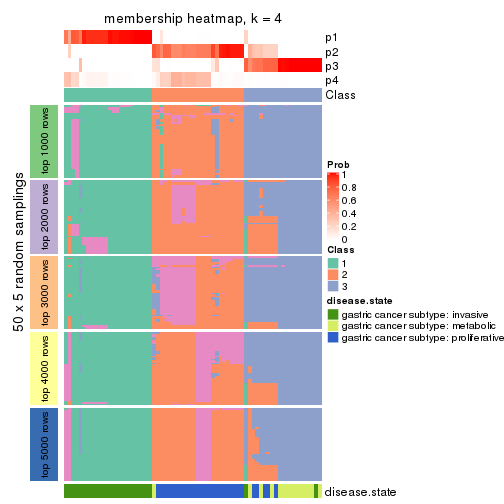 membership heatmap, k = 4
p1
p2
p3
p4
Class
50 x 5 random samplings
top 1000 rows
top 2000 rows
top 3000 rows
top 4000 rows
top 5000 rows
Prob
1
0.8
0.6
0.4
0.2
0
Class
1
2
3
disease.state
gastric cancer subtype: invasive
gastric cancer subtype: metabolic
gastric cancer subtype: proliferative
disease.state